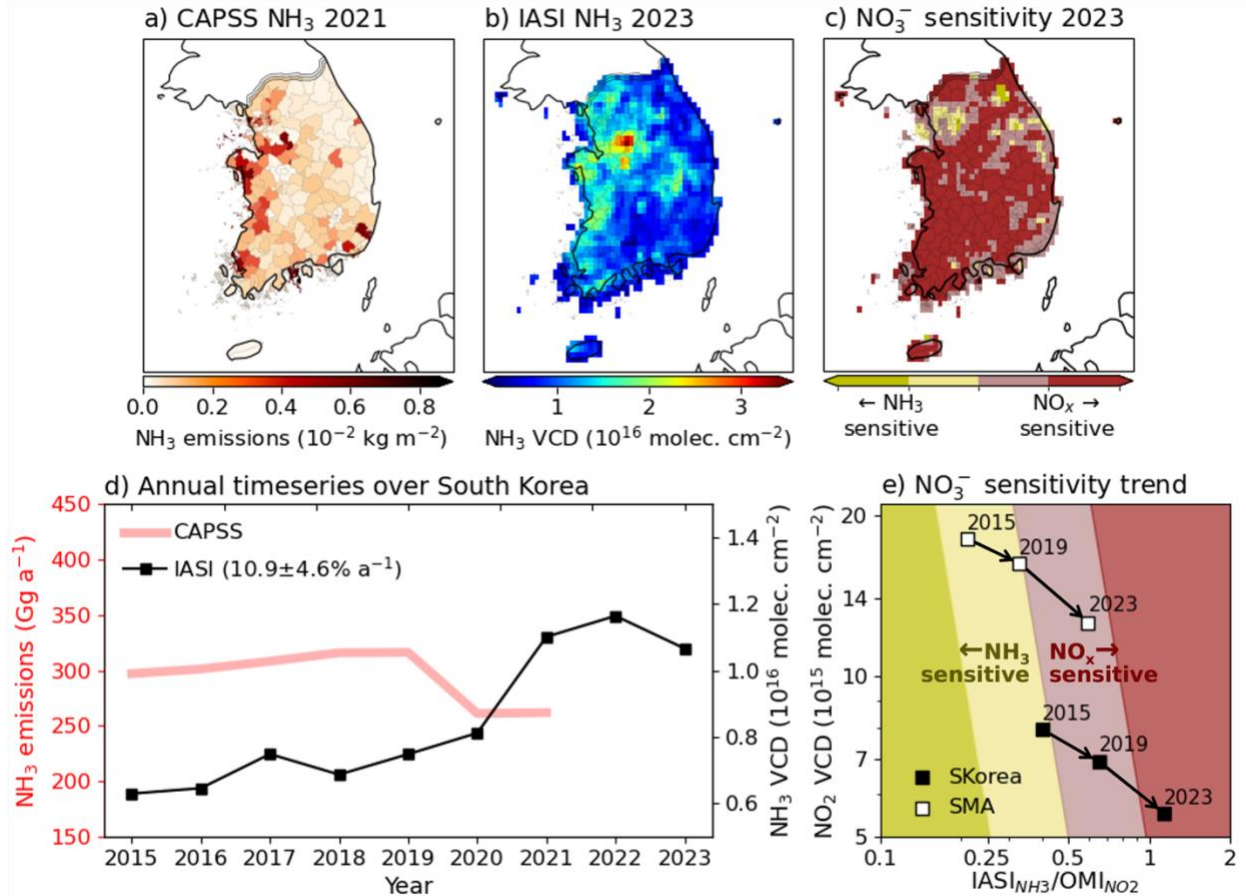 a) CAPSS NH₃ 2021
b) IASI NH₃ 2023
c) NO₃⁻ sensitivity 2023
0.0 0.2 0.4 0.6 0.8
NH₃ emissions (10⁻² kg m⁻²)
1 2 3
NH₃ VCD (10¹⁶ molec. cm⁻²)
← NH₃
sensitive
NOₓ →
sensitive
d) Annual timeseries over South Korea
NH₃ emissions (Gg a⁻¹)
450
400
350
300
250
200
150
CAPSS
IASI (10.9±4.6% a⁻¹)
1.4
1.2
1.0
0.8
0.6
NH₃ VCD (10¹⁶ molec. cm⁻²)
2015 2016 2017 2018 2019 2020 2021 2022 2023
Year
e) NO₃⁻ sensitivity trend
NO₂ VCD (10¹⁵ molec. cm⁻²)
20
14
10
7
5
2015
2019
2023
←NH₃
sensitive
NOₓ→
sensitive
2015
2019
2023
SKorea
SMA
0.1 0.25 0.5 1 2
IASI_NH3/OMI_NO2